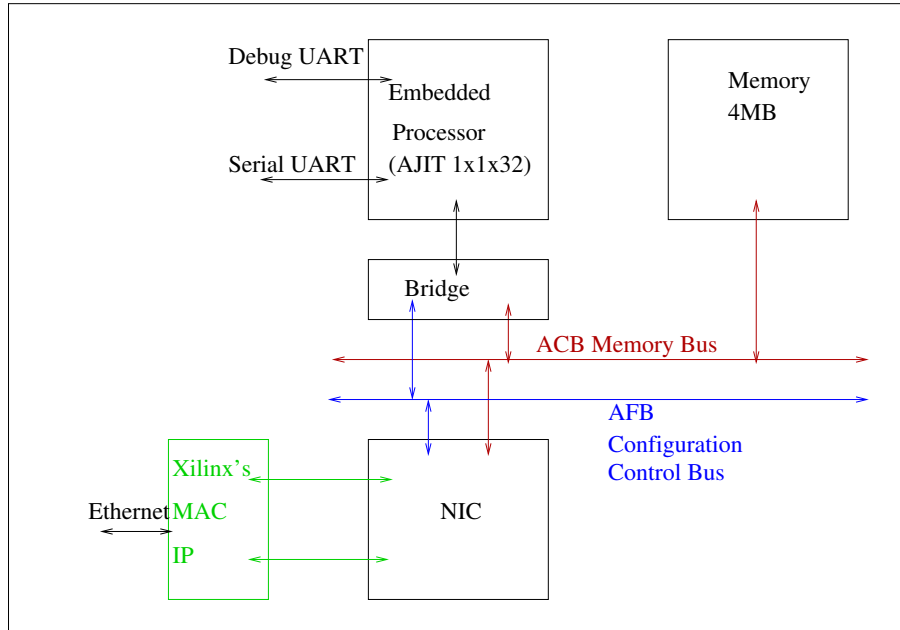 Debug UART
Embedded
Processor
(AJIT 1x1x32)
Serial UART
Memory
4MB
Bridge
ACB Memory Bus
AFB
Configuration
Control Bus
Xilinx's
MAC
IP
Ethernet
NIC